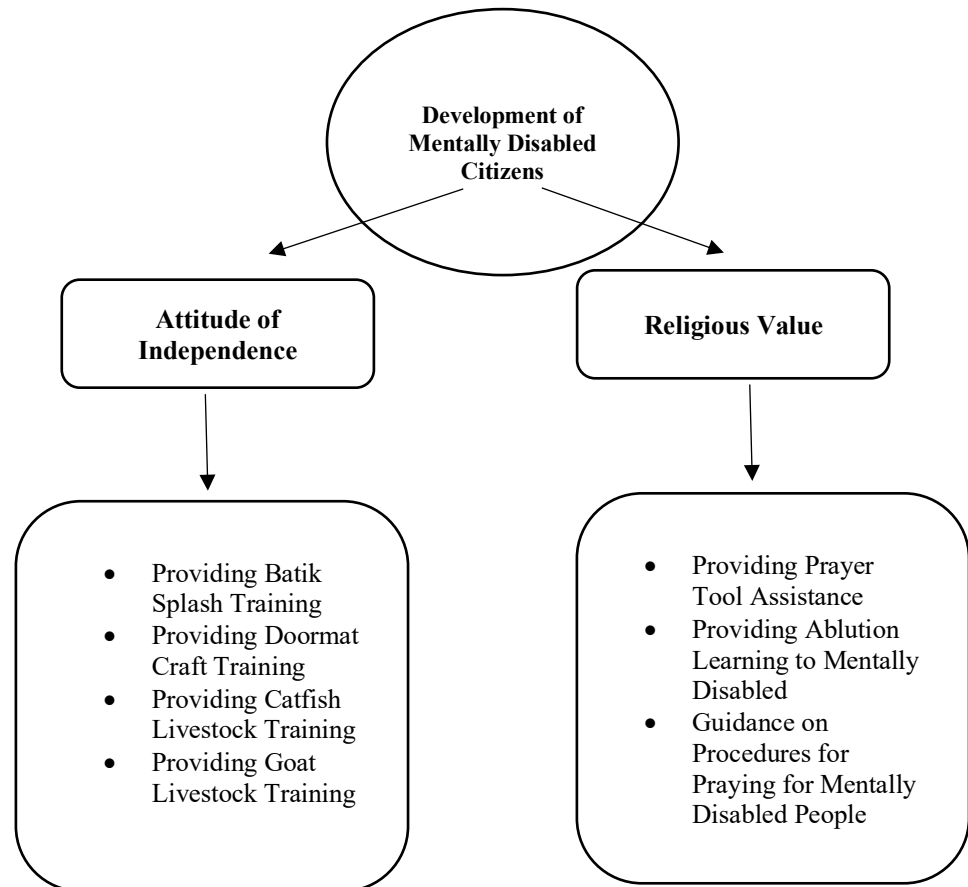 Development of
Mentally Disabled
Citizens
Attitude of
Independence
Religious Value
• Providing Batik
Splash Training
• Providing Doormat
Craft Training
• Providing Catfish
Livestock Training
• Providing Goat
Livestock Training
• Providing Prayer
Tool Assistance
• Providing Ablution
Learning to Mentally
Disabled
• Guidance on
Procedures for
Praying for Mentally
Disabled People